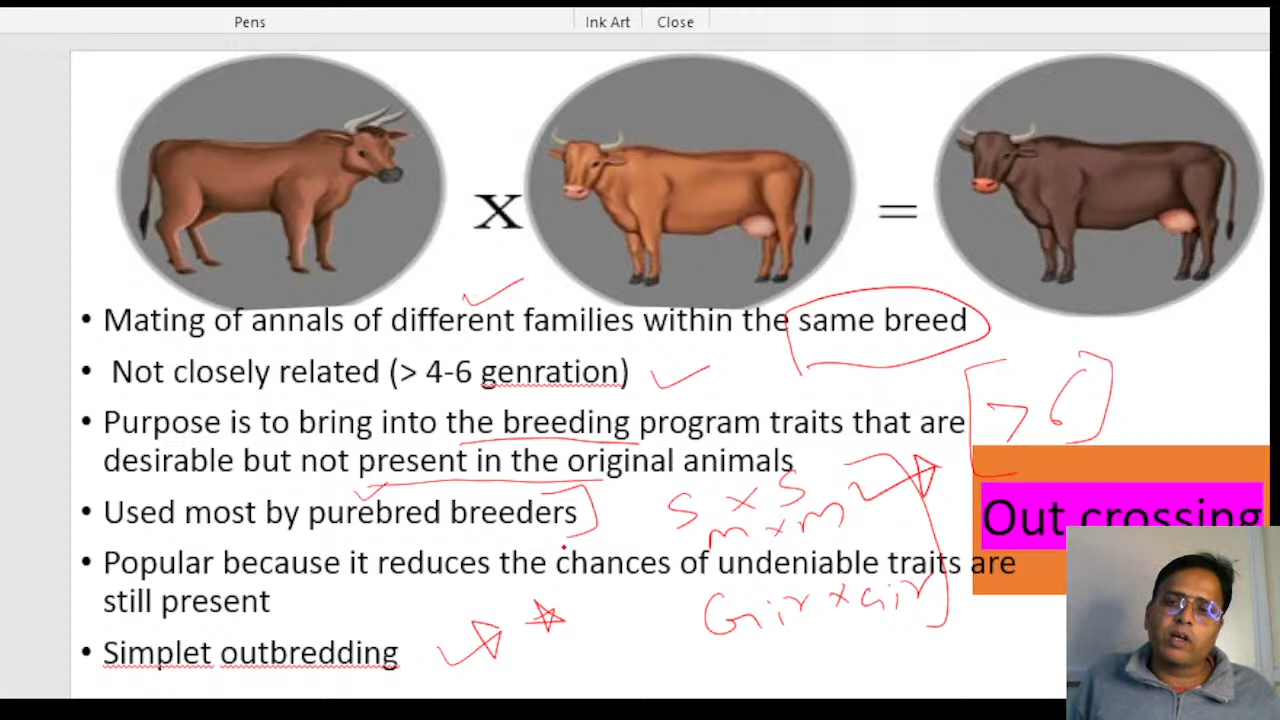 Pens
Ink Art
Close
X
=
• Mating of annals of different families within the same breed
• Not closely related (> 4-6 genration)
> 6
• Purpose is to bring into the breeding program traits that are
desirable but not present in the original animals
S x S
• Used most by purebred breeders
m x m
Out crossing
• Popular because it reduces the chances of undeniable traits are
still present
Gir x Gir
• Simplet outbredding